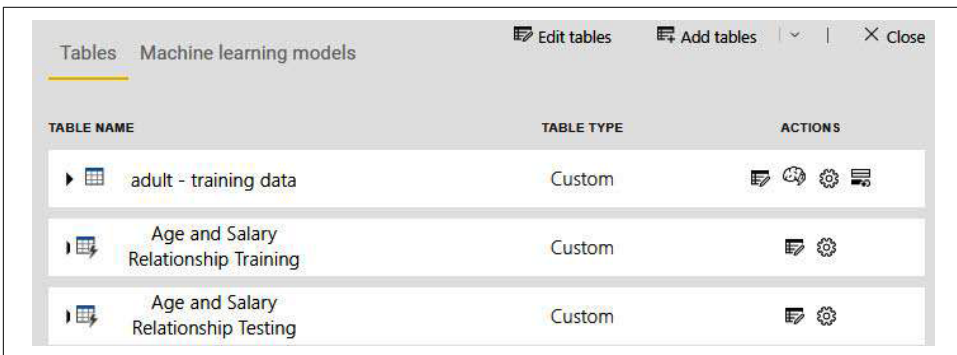 Tables Machine learning models Edit tables Add tables | Close
TABLE NAME TABLE TYPE ACTIONS
adult - training data Custom
Age and Salary
Relationship Training Custom
Age and Salary
Relationship Testing Custom